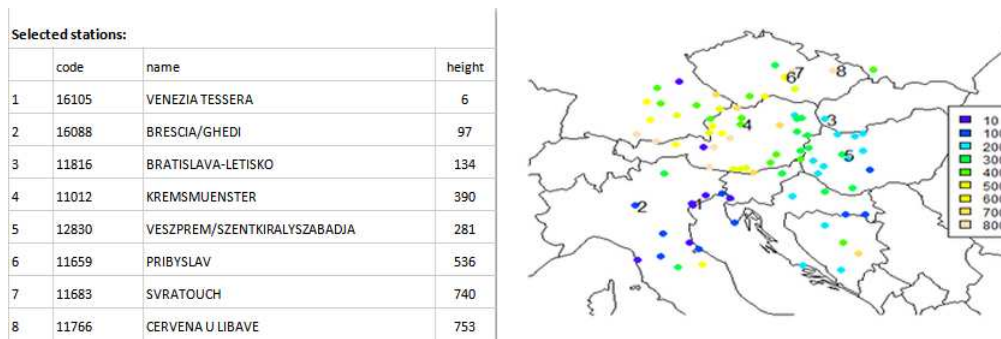 Selected stations:
code name height
1 16105 VENEZIA TESSERA 6
2 16088 BRESCIA/GHEDI 97
3 11816 BRATISLAVA-LETISKO 134
4 11012 KREMSMUENSTER 390
5 12830 VESZPREM/SZENTKIRALYSZABADJA 281
6 11659 PRIBYSLAV 536
7 11683 SVRATOUCH 740
8 11766 CERVENA U LIBAVE 753
8
7
6
3
4
5
2
1
10
100
200
300
400
500
600
700
800